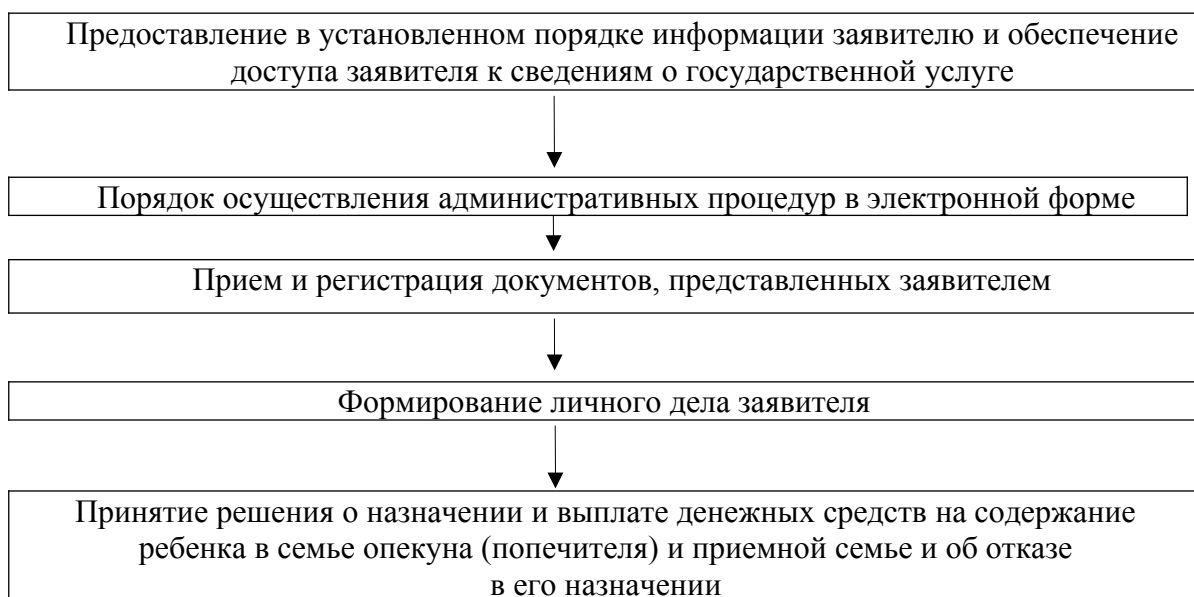 Предоставление в установленном порядке информации заявителю и обеспечение
доступа заявителя к сведениям о государственной услуге
Порядок осуществления административных процедур в электронной форме
Прием и регистрация документов, представленных заявителем
Формирование личного дела заявителя
Принятие решения о назначении и выплате денежных средств на содержание
ребенка в семье опекуна (попечителя) и приемной семье и об отказе
в его назначении